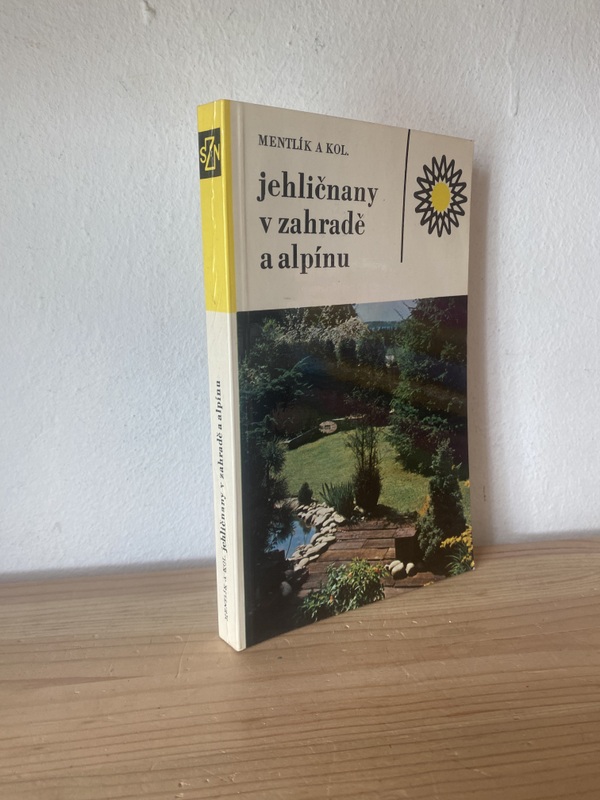 MENTLÍK A KOL.
jehličnany
v zahradě
a alpínu
SZN
MENTLÍK A KOL. jehličnany v zahradě a alpínu